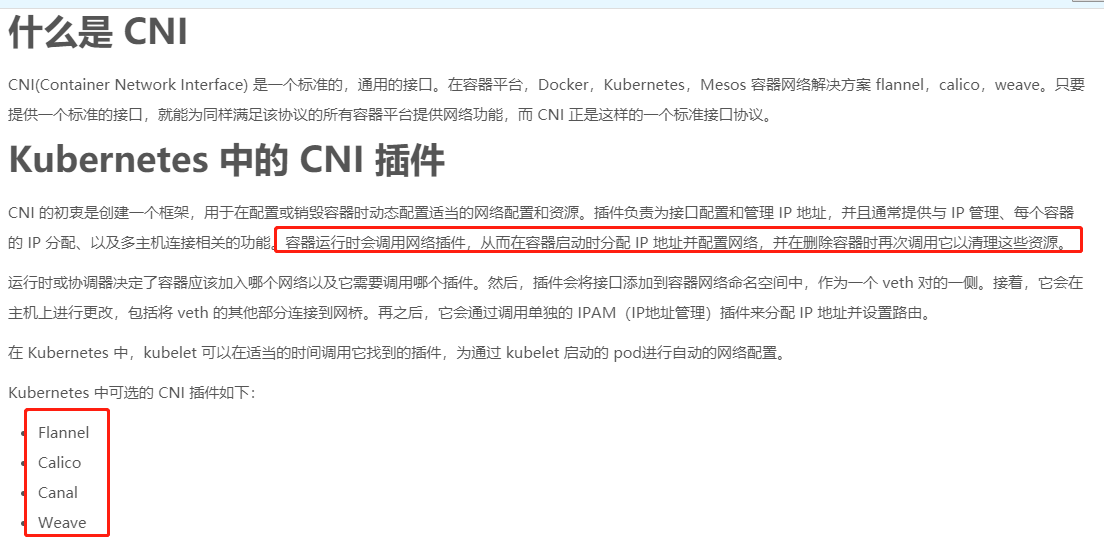 什么是 CNI
CNI(Container Network Interface) 是一个标准的，通用的接口。在容器平台，Docker，Kubernetes，Mesos 容器网络解决方案 flannel，calico，weave。只要
提供一个标准的接口，就能为同样满足该协议的所有容器平台提供网络功能，而 CNI 正是这样的一个标准接口协议。
Kubernetes 中的 CNI 插件
CNI 的初衷是创建一个框架，用于在配置或销毁容器时动态配置适当的网络配置和资源。插件负责为接口配置和管理 IP 地址，并且通常提供与 IP 管理、每个容器
的 IP 分配、以及多主机连接相关的功能。容器运行时会调用网络插件，从而在容器启动时分配 IP 地址并配置网络，并在删除容器时再次调用它以清理这些资源。
运行时或协调器决定了容器应该加入哪个网络以及它需要调用哪个插件。然后，插件会将接口添加到容器网络命名空间中，作为一个 veth 对的一侧。接着，它会在
主机上进行更改，包括将 veth 的其他部分连接到网桥。再之后，它会通过调用单独的 IPAM（IP地址管理）插件来分配 IP 地址并设置路由。
在 Kubernetes 中，kubelet 可以在适当的时间调用它找到的插件，为通过 kubelet 启动的 pod进行自动的网络配置。
Kubernetes 中可选的 CNI 插件如下：
Flannel
Calico
Canal
Weave